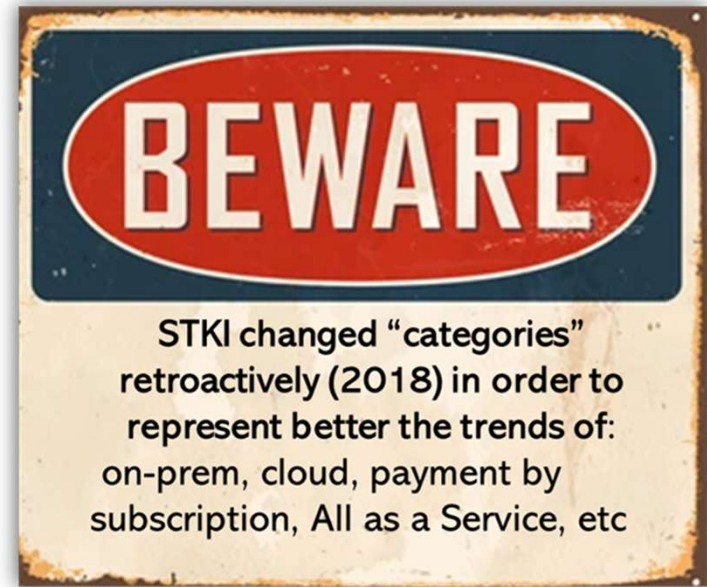 BEWARE
STKI changed “categories”
retroactively (2018) in order to
represent better the trends of:
on-prem, cloud, payment by
subscription, All as a Service, etc